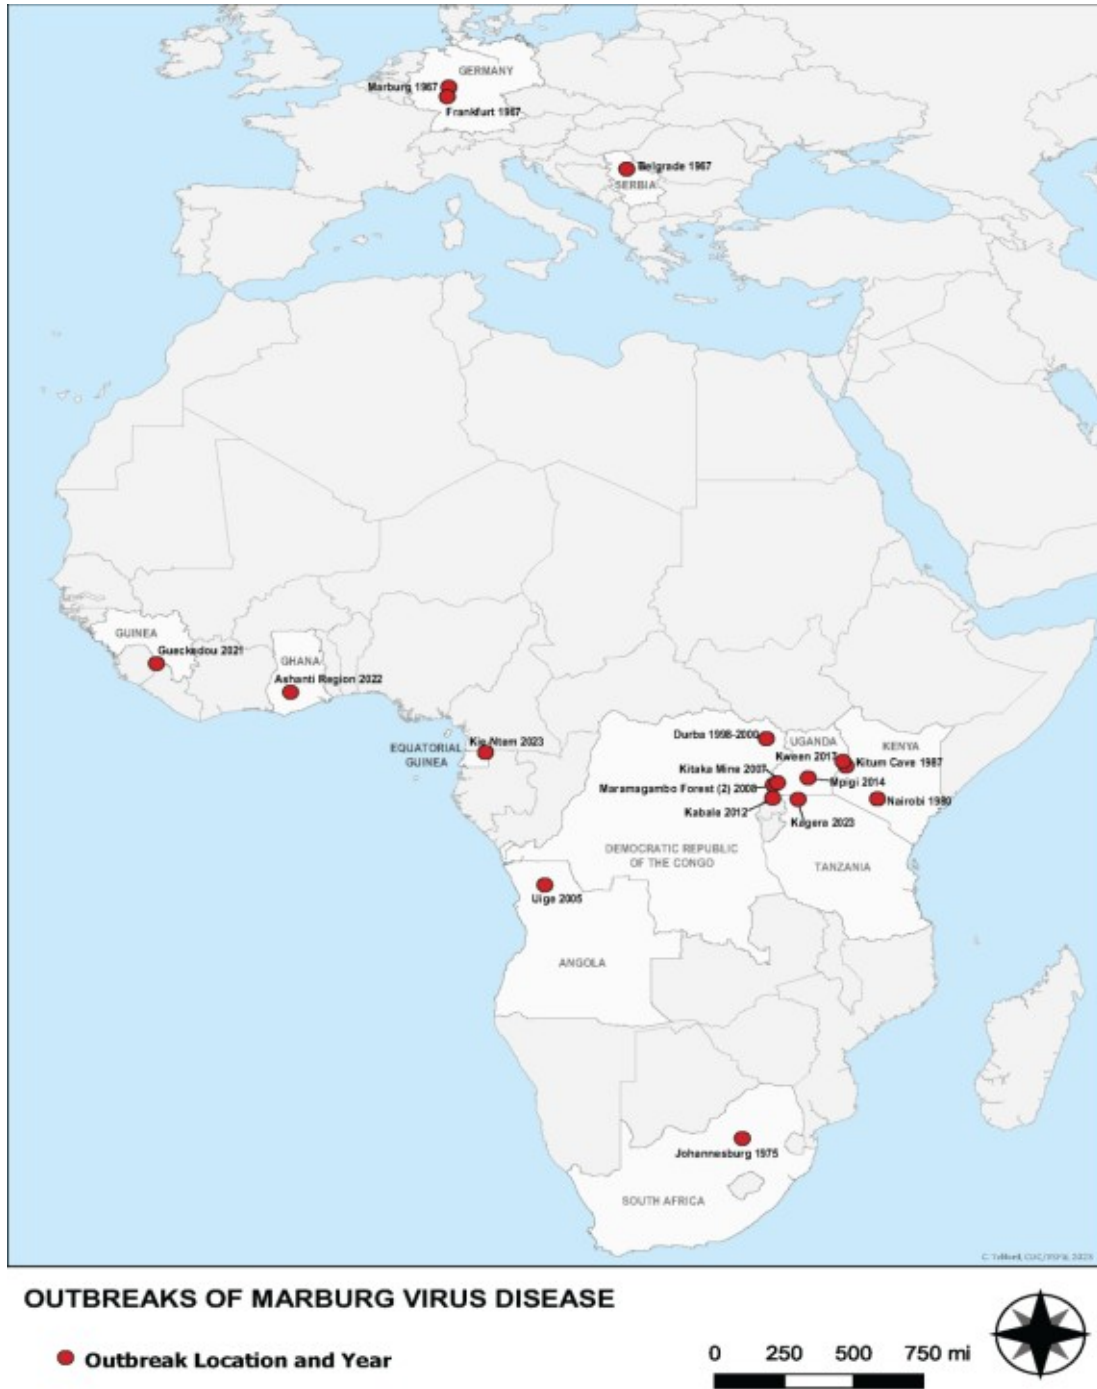 GERMANY
Marburg 1967
Frankfurt 1967
Belgrade 1967
SERBIA
GUINEA
Gueckedou 2021
GHANA
Ashanti Region 2022
EQUATORIAL
GUINEA
Kie-Ntem 2023
Durba 1998-2000
UGANDA
KENYA
Kween 2017
Kitum Cave 1987
Kitaka Mine 2007
Mpigi 2014
Maramagambo Forest (2) 2008
Nairobi 1980
Kabale 2012
Kagera 2023
DEMOCRATIC REPUBLIC
OF THE CONGO
TANZANIA
Uige 2005
ANGOLA
Johannesburg 1975
SOUTH AFRICA
2023
OUTBREAKS OF MARBURG VIRUS DISEASE
Outbreak Location and Year
0 250 500 750 mi